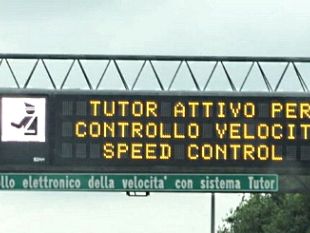 TUTOR ATTIVO PER
CONTROLLO VELOCIT
SPEED CONTROL
llo elettronico della velocita' con sistema Tutor